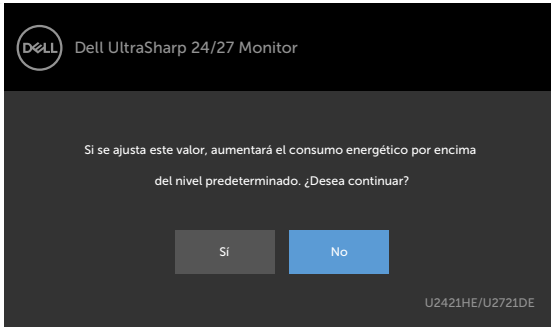 DELL Dell UltraSharp 24/27 Monitor
Si se ajusta este valor, aumentará el consumo energético por encima
del nivel predeterminado. ¿Desea continuar?
Sí No
U2421HE/U2721DE